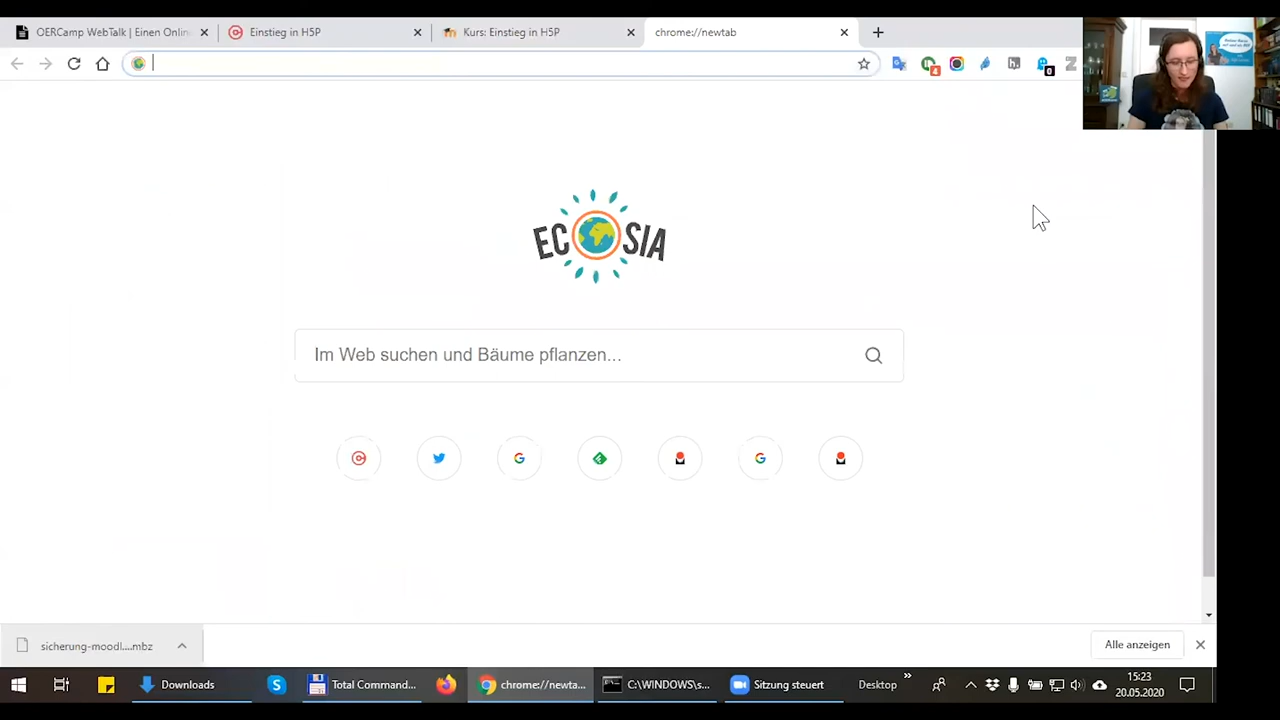 OERCamp WebTalk | Einen Onlin
Einstieg in H5P
Kurs: Einstieg in H5P
chrome://newtab
4
0
ECOSIA
Im Web suchen und Bäume pflanzen...
sicherung-moodl....mbz
Alle anzeigen
Downloads
Total Command...
chrome://newta...
C:\WINDOWS\s...
Sitzung steuert
Desktop
15:23
20.05.2020